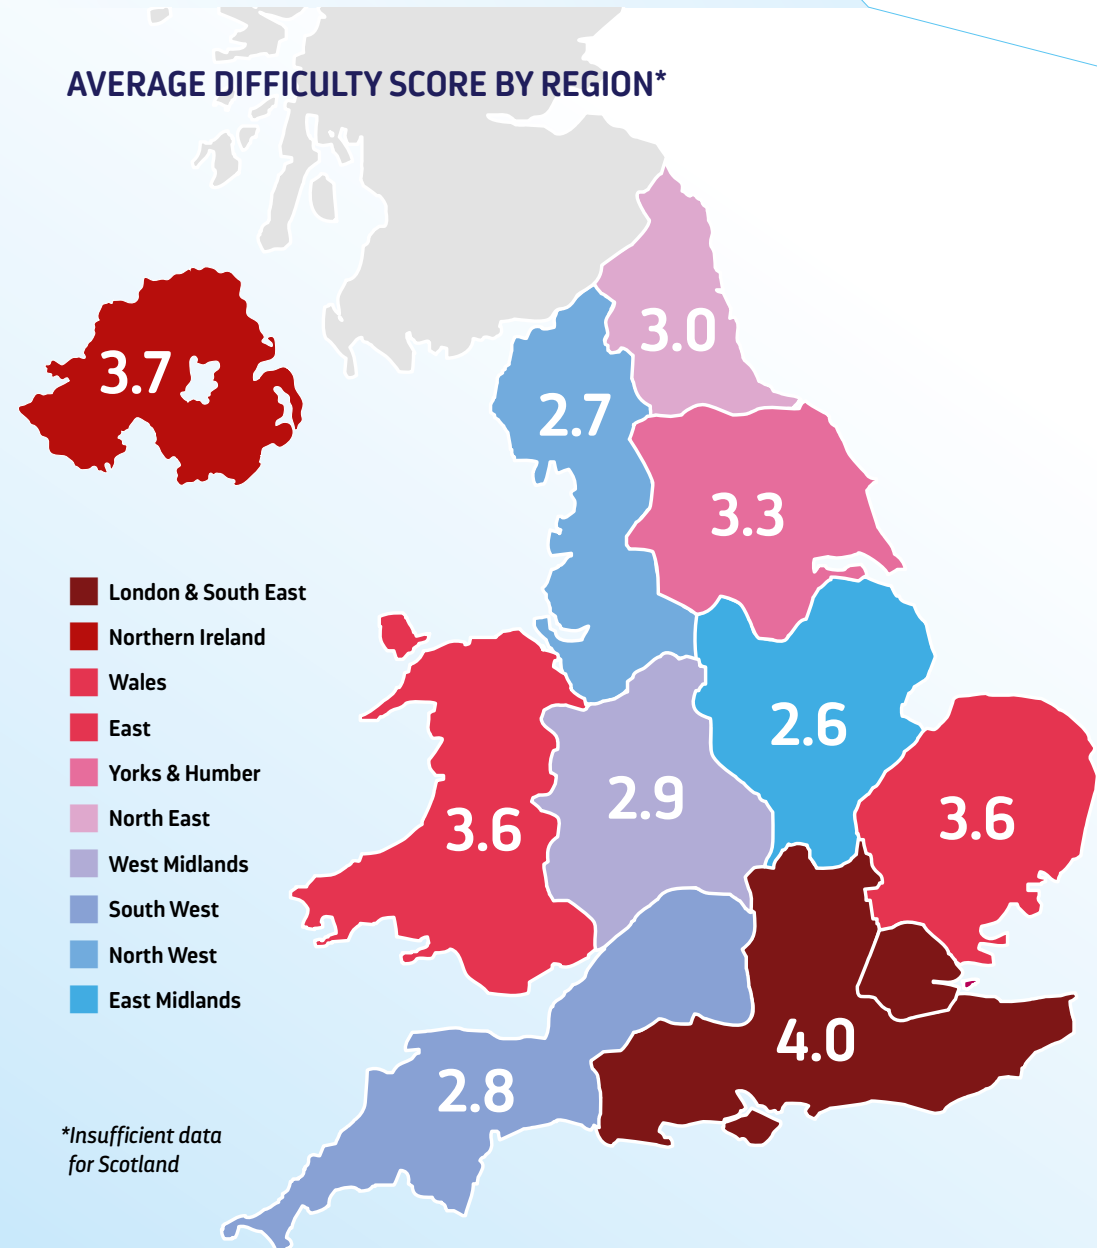 AVERAGE DIFFICULTY SCORE BY REGION*
3.0
3.7
2.7
3.3
London & South East
Northern Ireland
Wales
East
Yorks & Humber
North East
West Midlands
South West
North West
East Midlands
2.6
2.9
3.6
3.6
4.0
2.8
*Insufficient data
for Scotland